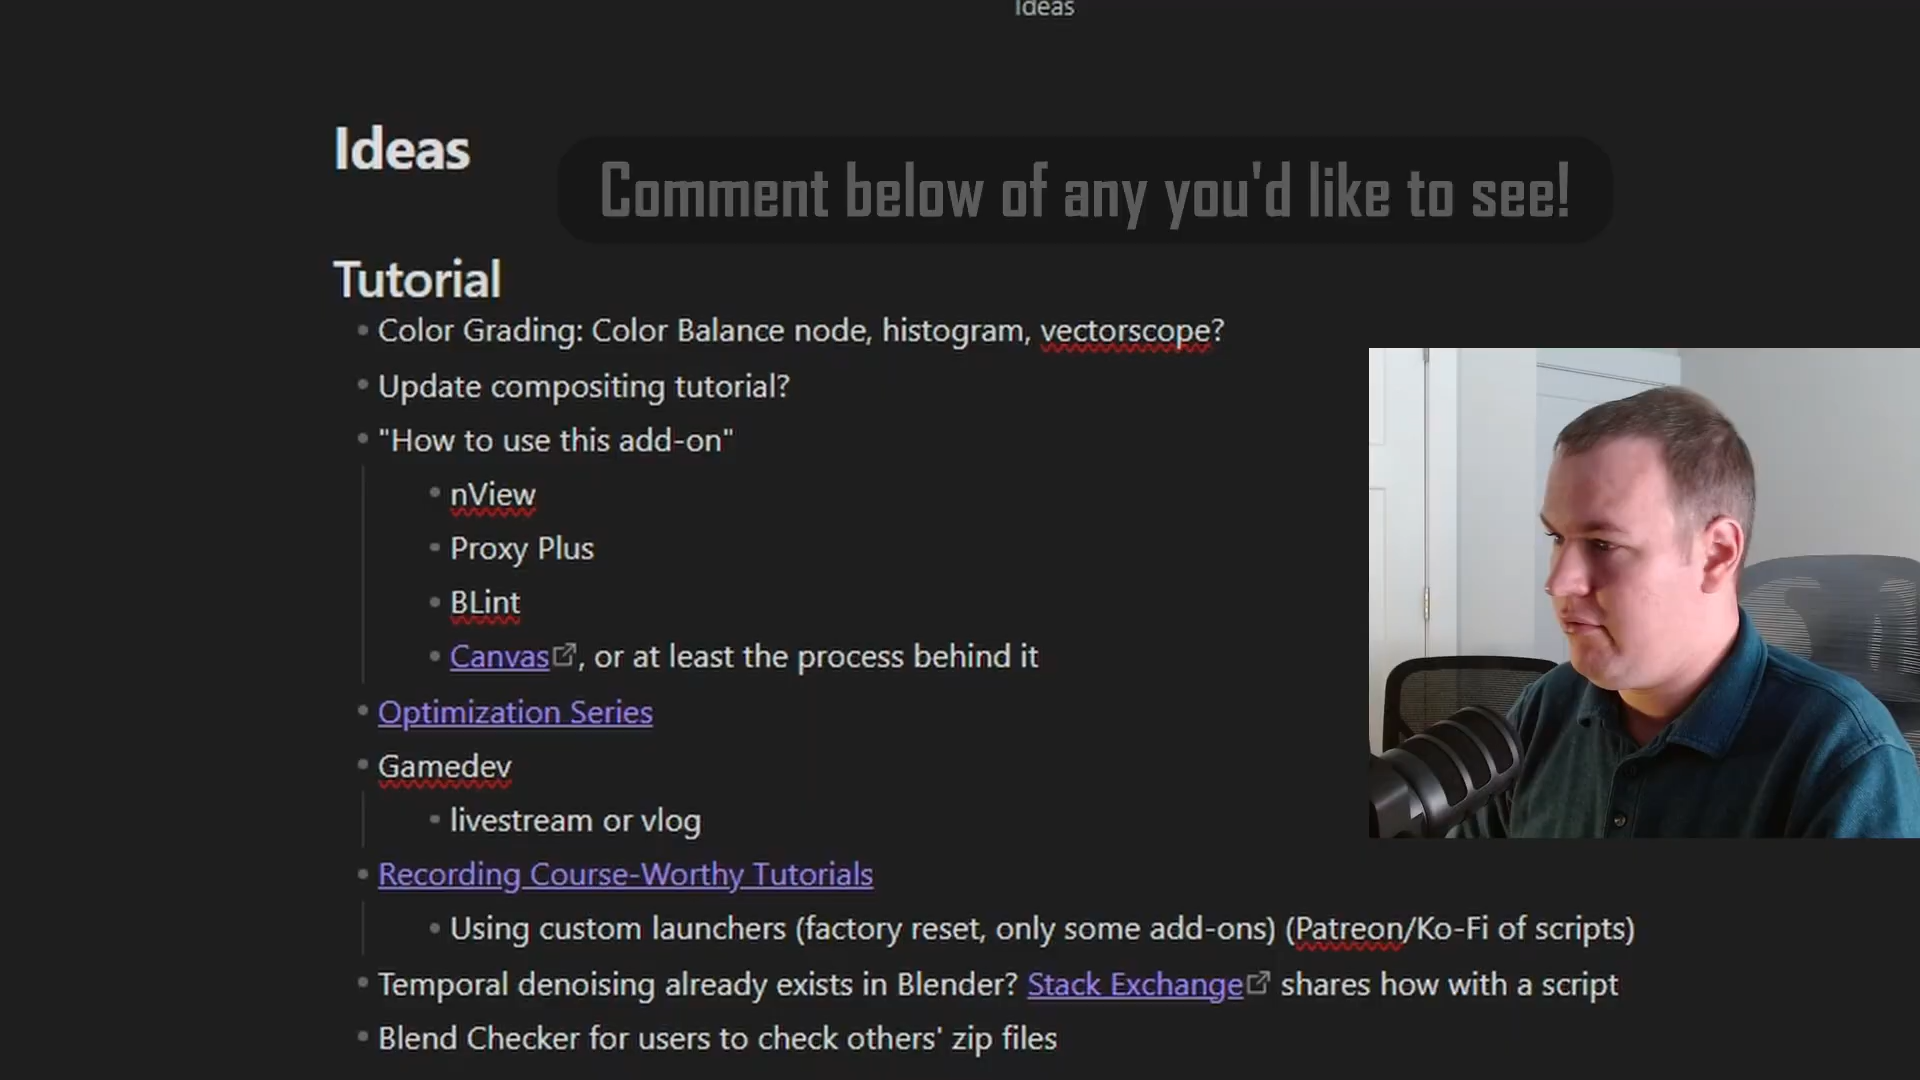 Ideas
Ideas
Comment below of any you'd like to see!
Tutorial
Color Grading: Color Balance node, histogram, vectorscope?
Update compositing tutorial?
"How to use this add-on"
nView
Proxy Plus
BLint
Canvas, or at least the process behind it
Optimization Series
Gamedev
livestream or vlog
Recording Course-Worthy Tutorials
Using custom launchers (factory reset, only some add-ons) (Patreon/Ko-Fi of scripts)
Temporal denoising already exists in Blender? Stack Exchange shares how with a script
Blend Checker for users to check others' zip files